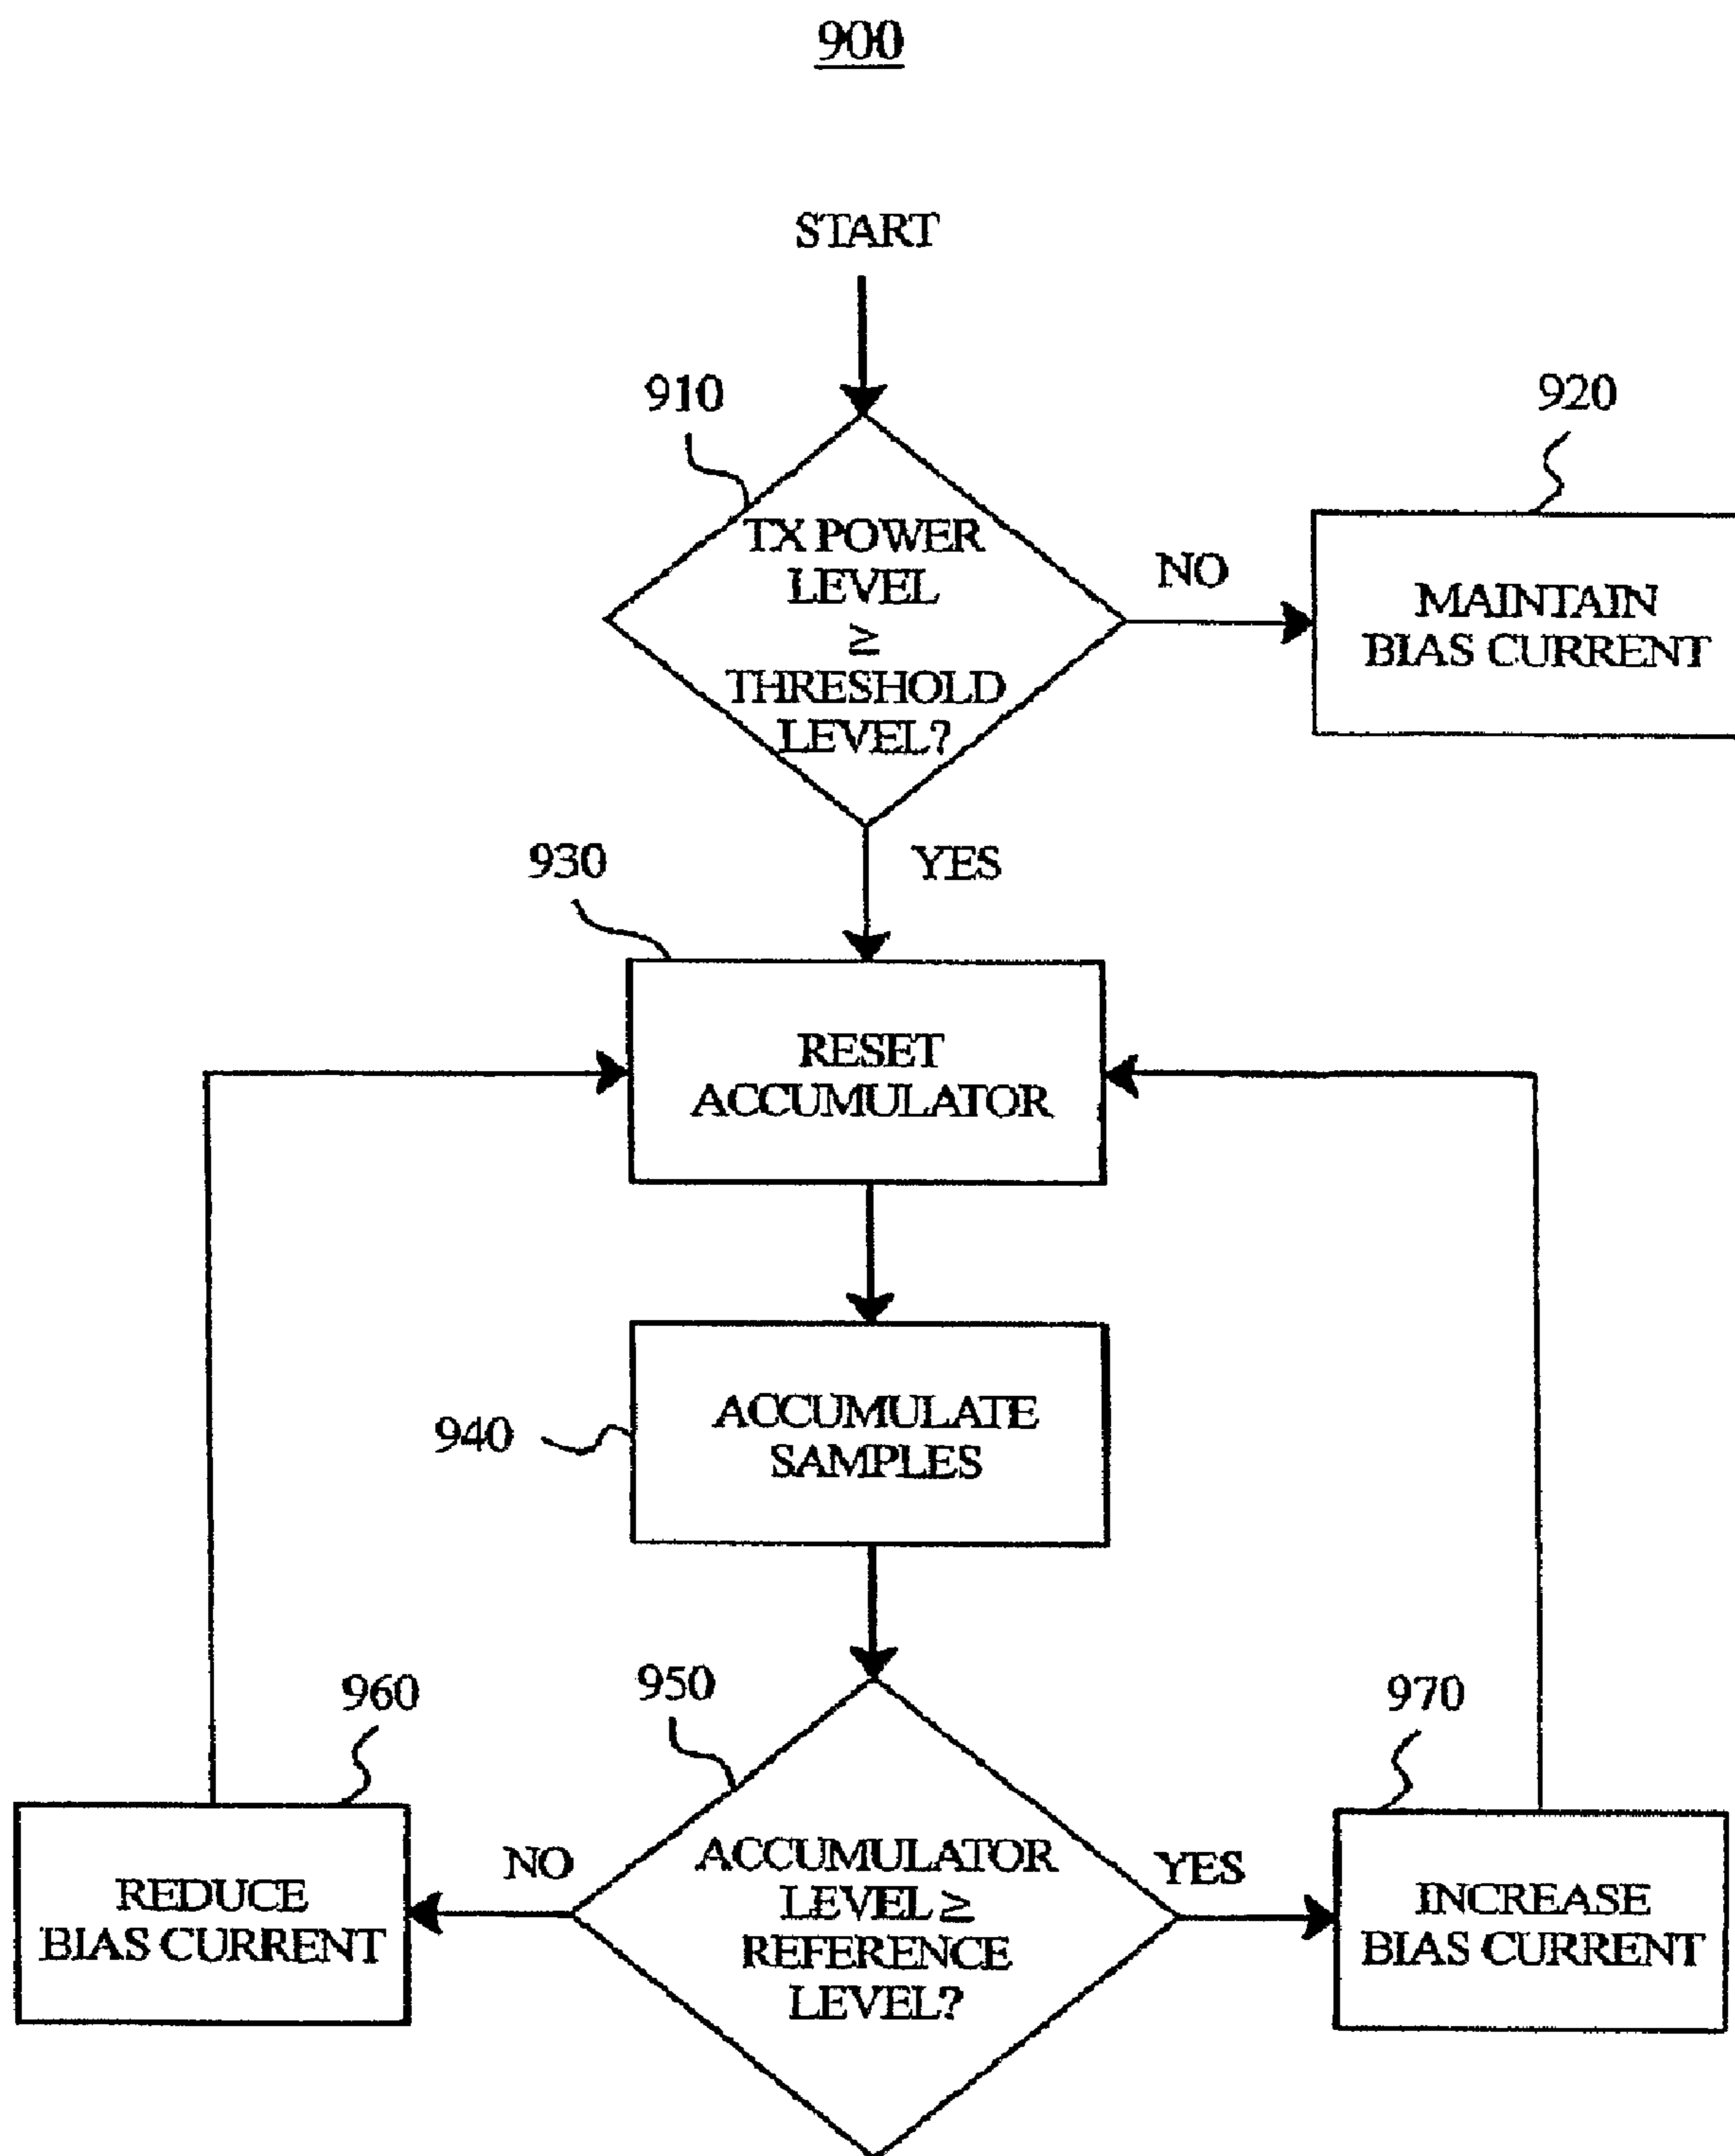 900
START
910
920
TX POWER
LEVEL
≥
THRESHOLD
LEVEL?
NO
MAINTAIN
BIAS CURRENT
930
YES
RESET
ACCUMULATOR
940
ACCUMULATE
SAMPLES
950
960
970
ACCUMULATOR
LEVEL ≥
REFERENCE
LEVEL?
NO
YES
REDUCE
BIAS CURRENT
INCREASE
BIAS CURRENT